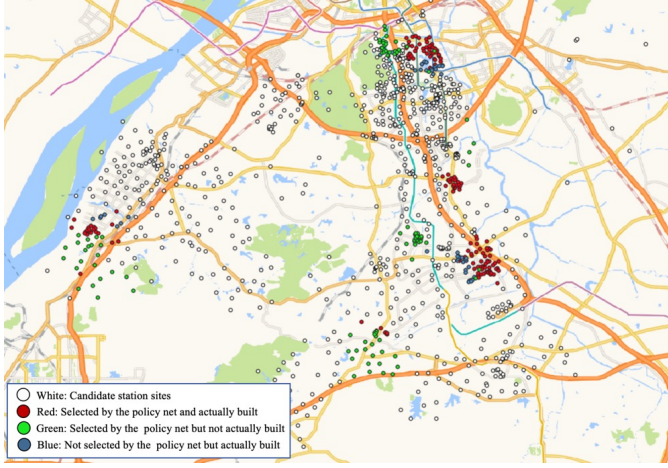 White: Candidate station sites
Red: Selected by the policy net and actually built
Green: Selected by the policy net but not actually built
Blue: Not selected by the policy net but actually built